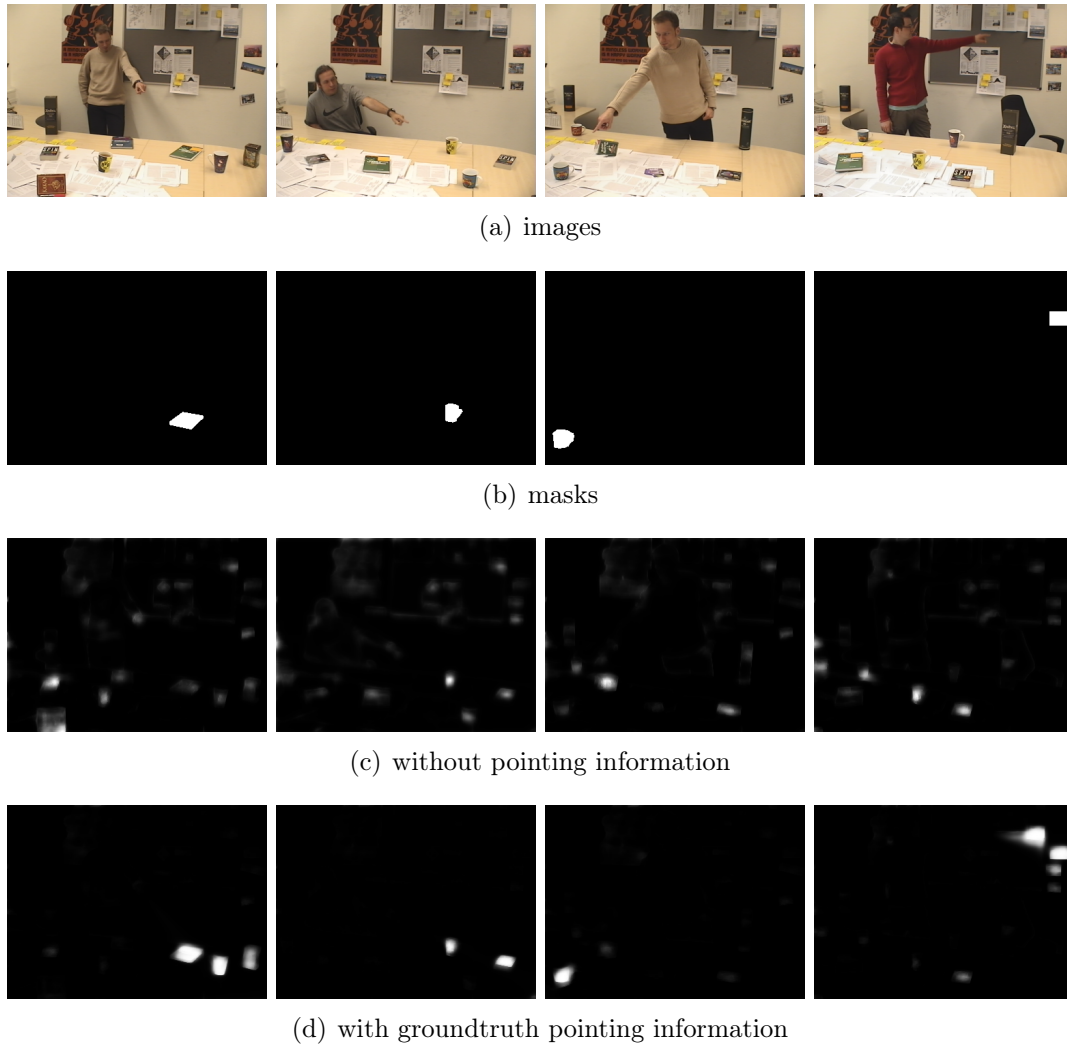 (a) images
(b) masks
(c) without pointing information
(d) with groundtruth pointing information